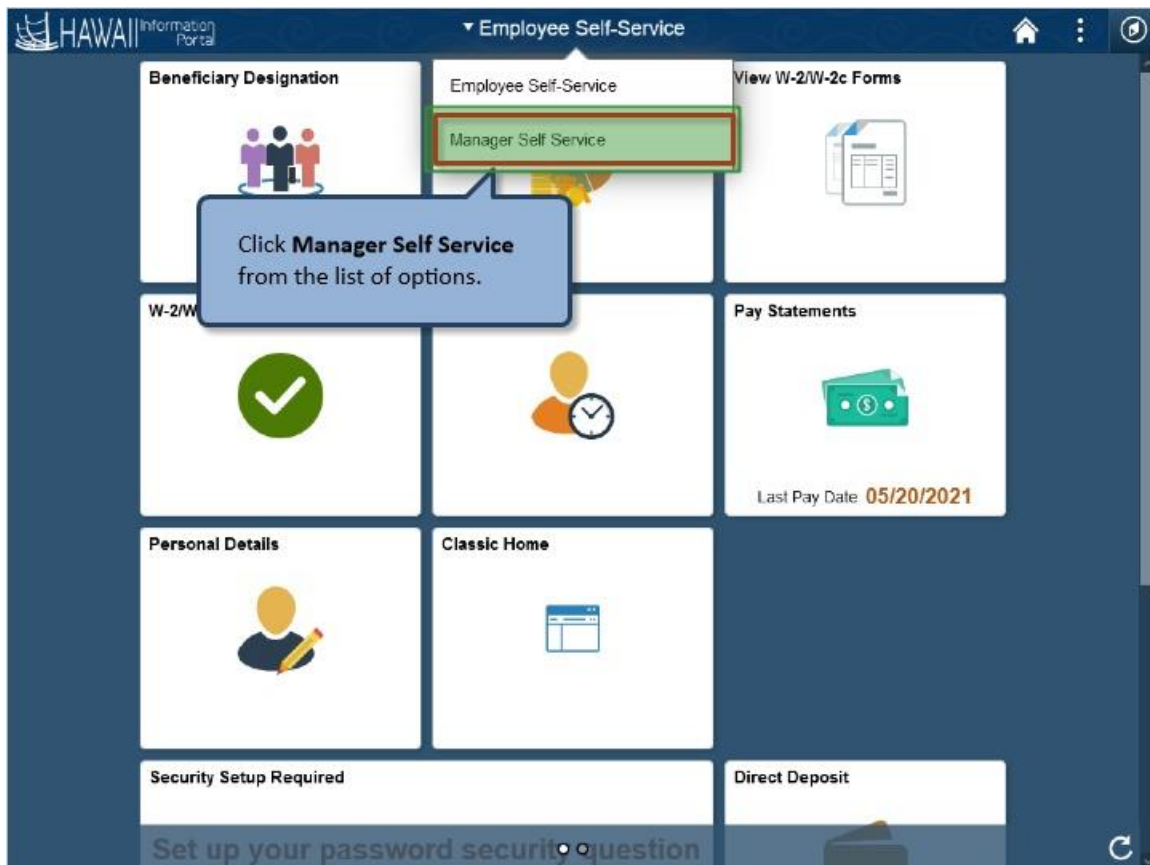 HAWAII Information Portal
Employee Self-Service
Beneficiary Designation
Employee Self-Service
Manager Self Service
View W-2/W-2c Forms
Click Manager Self Service
from the list of options.
W-2/W
Pay Statements
Last Pay Date 05/20/2021
Personal Details
Classic Home
Security Setup Required
Direct Deposit
Set up your password security question